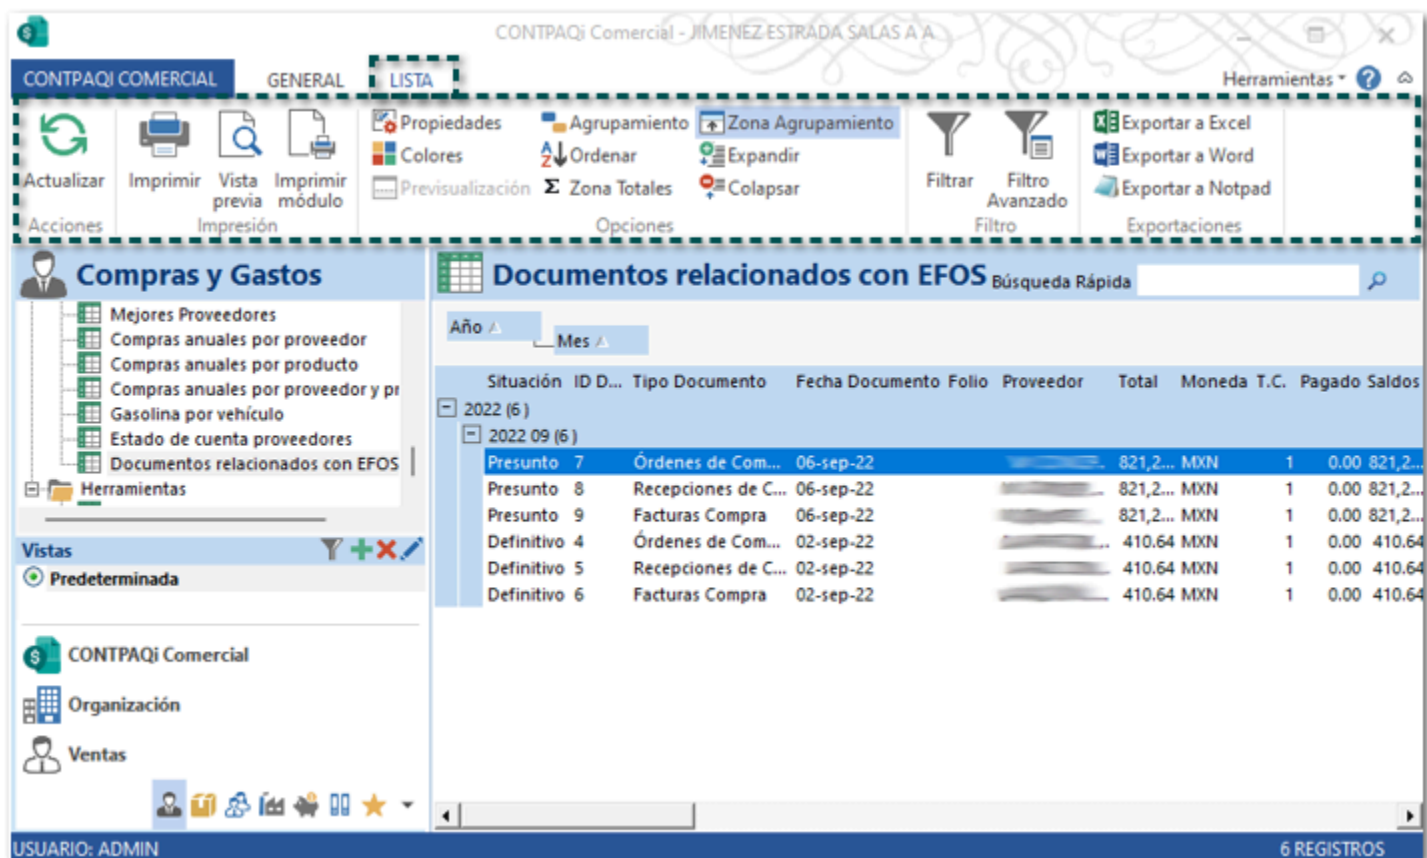 CONTPAQi Comercial - JIMENEZ ESTRADA SALAS A A
CONTPAQI COMERCIAL GENERAL LISTA Herramientas
Actualizar
Acciones
Imprimir
Vista previa
Imprimir módulo
Impresión
Propiedades Agrupamiento Zona Agrupamiento
Colores Ordenar Expandir
Previsualización Zona Totales Colapsar
Opciones
Filtrar
Filtro Avanzado
Filtro
Exportar a Excel
Exportar a Word
Exportar a Notpad
Exportaciones
Compras y Gastos
Mejores Proveedores
Compras anuales por proveedor
Compras anuales por producto
Compras anuales por proveedor y pr
Gasolina por vehículo
Estado de cuenta proveedores
Documentos relacionados con EFOS
Herramientas
Vistas
Predeterminada
CONTPAQi Comercial
Organización
Ventas
Documentos relacionados con EFOS Búsqueda Rápida
Año
Mes
Situación ID D... Tipo Documento Fecha Documento Folio Proveedor Total Moneda T.C. Pagado Saldos
2022 (6)
2022 09 (6)
Presunto 7 Órdenes de Com... 06-sep-22 821,2... MXN 1 0.00 821,2...
Presunto 8 Recepciones de C... 06-sep-22 821,2... MXN 1 0.00 821,2...
Presunto 9 Facturas Compra 06-sep-22 821,2... MXN 1 0.00 821,2...
Definitivo 4 Órdenes de Com... 02-sep-22 410.64 MXN 1 0.00 410.64
Definitivo 5 Recepciones de C... 02-sep-22 410.64 MXN 1 0.00 410.64
Definitivo 6 Facturas Compra 02-sep-22 410.64 MXN 1 0.00 410.64
USUARIO: ADMIN 6 REGISTROS